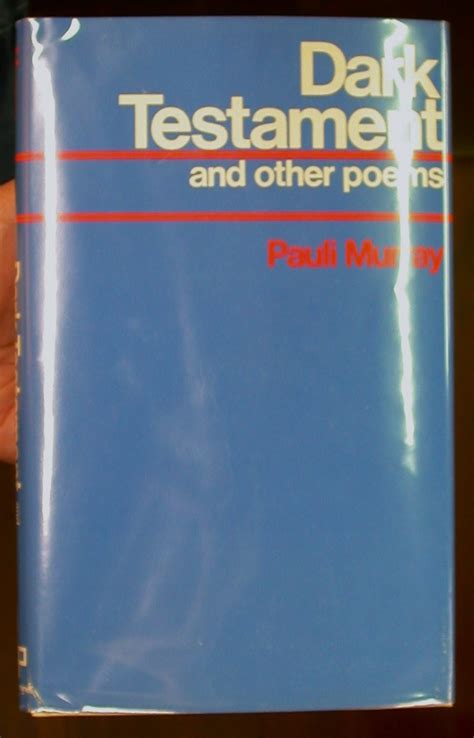 Dark
Testament
and other poems
Pauli Murray